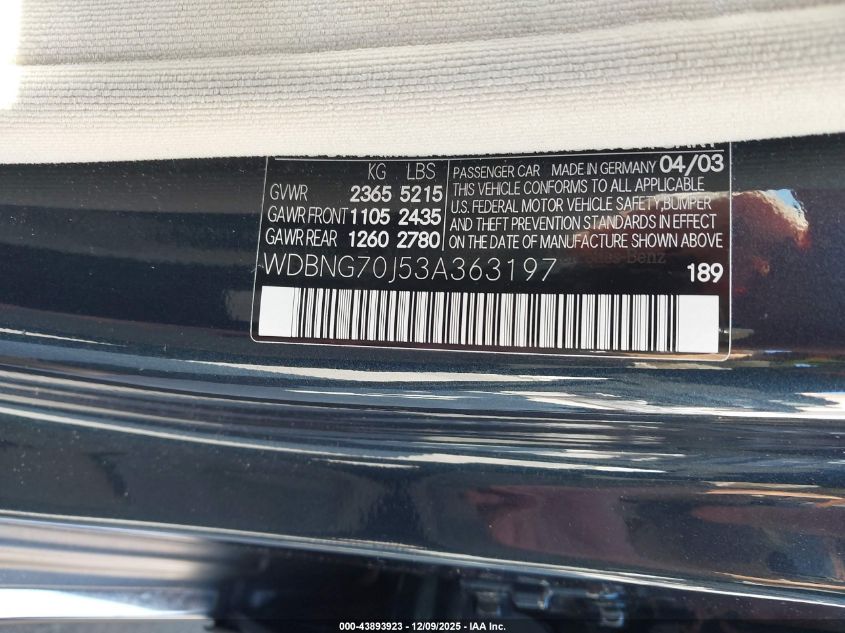 KG LBS
GVWR 2365 5215
GAWR FRONT 1105 2435
GAWR REAR 1260 2780
PASSENGER CAR MADE IN GERMANY 04/03
THIS VEHICLE CONFORMS TO ALL APPLICABLE
U.S. FEDERAL MOTOR VEHICLE SAFETY,BUMPER
AND THEFT PREVENTION STANDARDS IN EFFECT
ON THE DATE OF MANUFACTURE SHOWN ABOVE
WDBNG70J53A363197
189
000-43893923 - 12/09/2025 - IAA Inc.